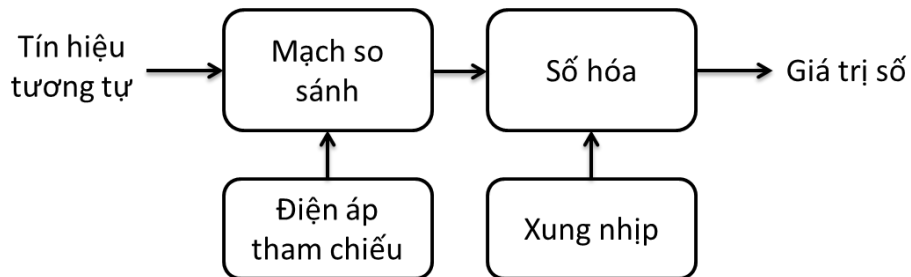 Tín hiệu
tương tự
Mạch so
sánh
Số hóa
Giá trị số
Điện áp
tham chiếu
Xung nhịp